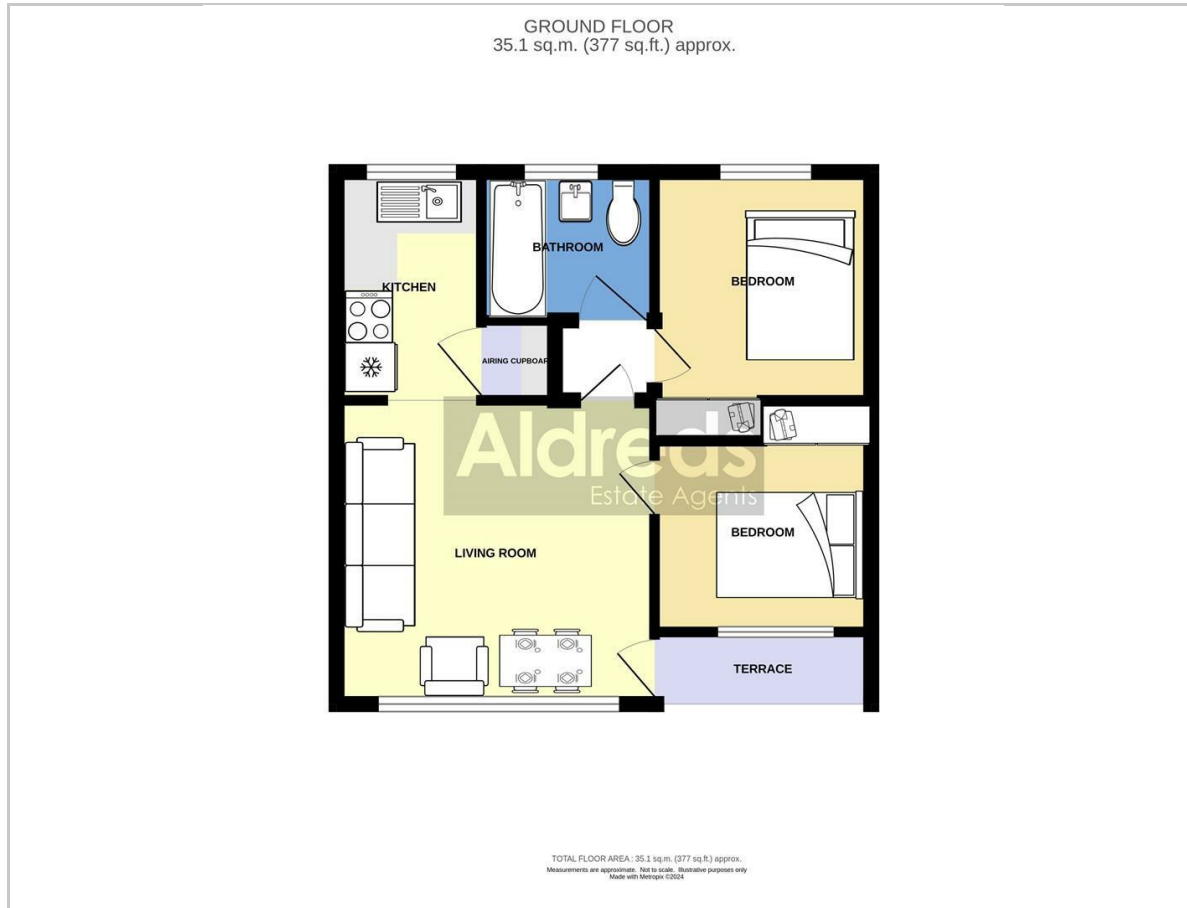 GROUND FLOOR
35.1 sq.m. (377 sq.ft.) approx.
BATHROOM
BEDROOM
KITCHEN
AIRING CUPBOAR
Aldreds
Estate Agents
BEDROOM
LIVING ROOM
TERRACE
TOTAL FLOOR AREA : 35.1 sq.m. (377 sq.ft.) approx.
Measurements are approximate. Not to scale. Illustrative purposes only
Made with Metropix ©2024